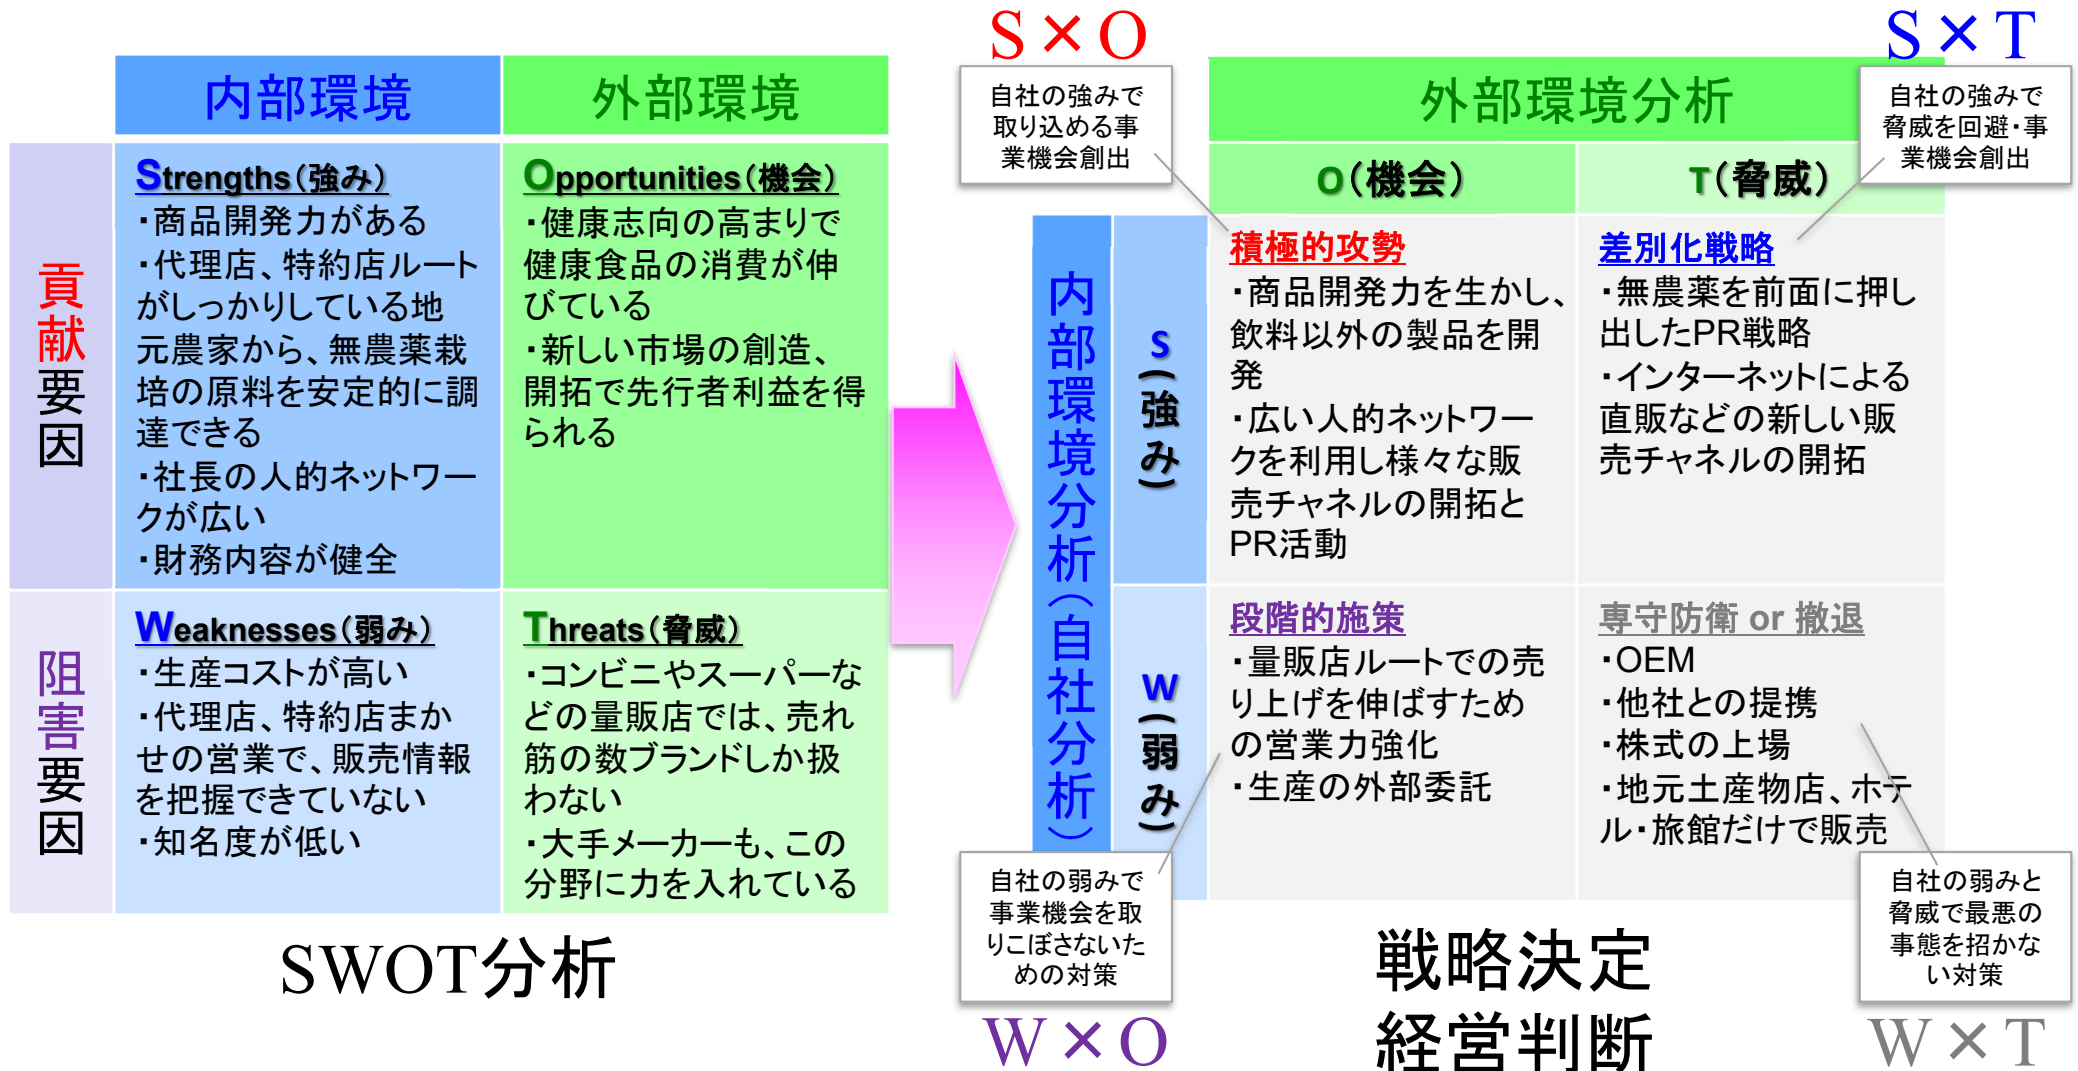 内部環境
外部環境
貢献要因
Strengths（強み）
・商品開発力がある
・代理店、特約店ルート
がしっかりしている地
元農家から、無農薬栽
培の原料を安定的に調
達できる
・社長の人的ネットワー
クが広い
・財務内容が健全
Opportunities（機会）
・健康志向の高まりで
健康食品の消費が伸
びている
・新しい市場の創造、
開拓で先行者利益を得
られる
阻害要因
Weaknesses（弱み）
・生産コストが高い
・代理店、特約店まか
せの営業で、販売情報
を把握できていない
・知名度が低い
Threats（脅威）
・コンビニやスーパーな
どの量販店では、売れ
筋の数ブランドしか扱
わない
・大手メーカーも、この
分野に力を入れている
SWOT分析
S×O
自社の強みで
取り込める事
業機会創出
S×T
自社の強みで
脅威を回避・事
業機会創出
外部環境分析
O（機会）
T（脅威）
内部環境分析（自社分析）
S（強み）
積極的攻勢
・商品開発力を生かし、
飲料以外の製品を開
発
・広い人的ネットワー
クを利用し様々な販
売チャネルの開拓と
PR活動
差別化戦略
・無農薬を前面に押し
出したPR戦略
・インターネットによる
直販などの新しい販
売チャネルの開拓
W（弱み）
段階的施策
・量販店ルートでの売
り上げを伸ばすため
の営業力強化
・生産の外部委託
専守防衛 or 撤退
・OEM
・他社との提携
・株式の上場
・地元土産物店、ホテ
ル・旅館だけで販売
自社の弱みで
事業機会を取
りこぼさないた
めの対策
W×O
自社の弱みと
脅威で最悪の
事態を招かな
い対策
W×T
戦略決定
経営判断